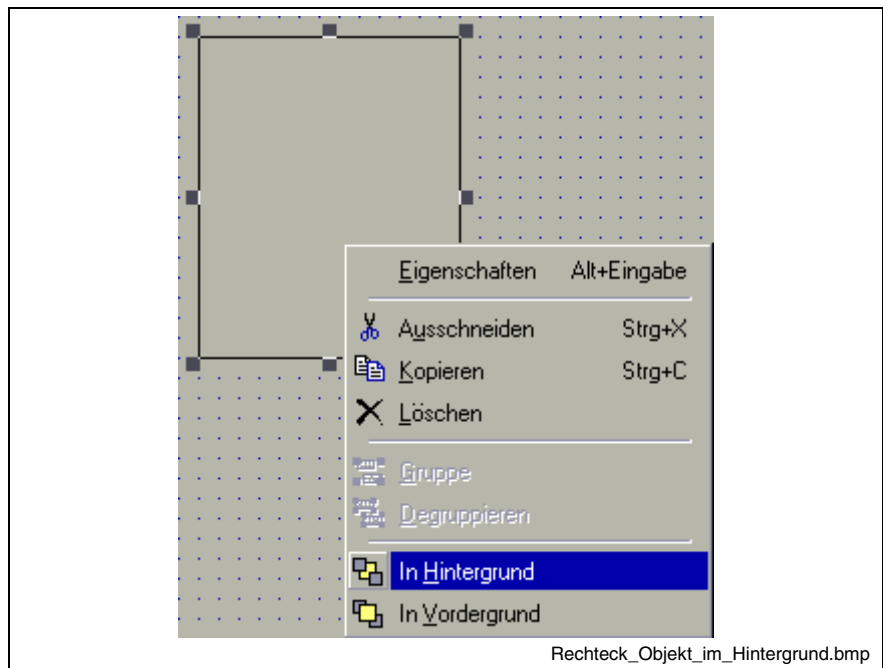 Eigenschaften Alt+Eingabe
Ausschneiden Strg+X
Kopieren Strg+C
Löschen
Gruppe
Degruppieren
In Hintergrund
In Vordergrund
Rechteck_Objekt_im_Hintergrund.bmp